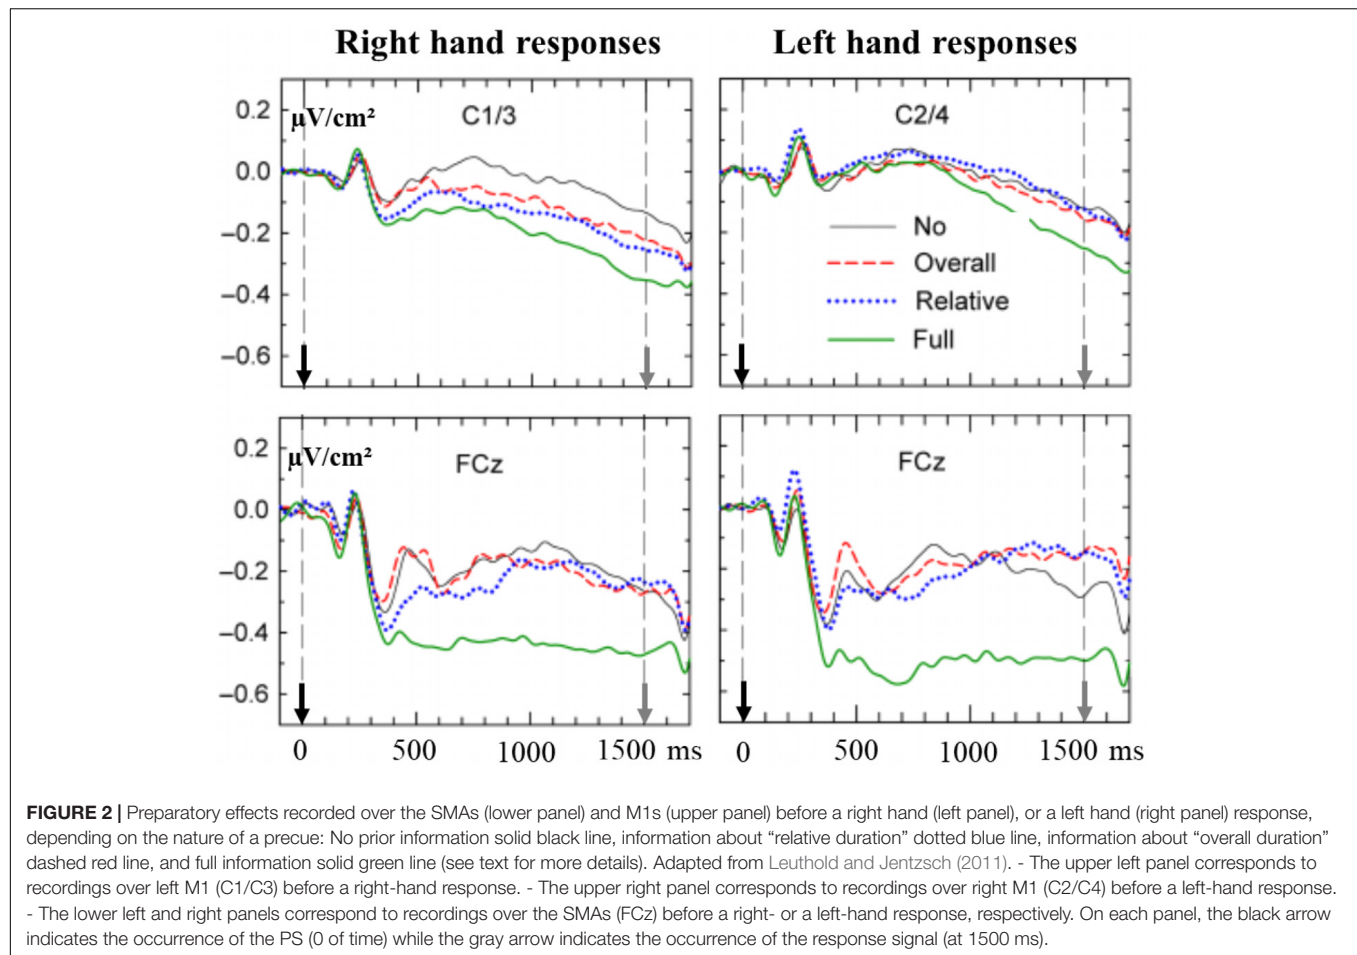 Right hand responses
Left hand responses
0.2
0.0
−0.2
−0.4
−0.6
µV/cm²
C1/3
C2/4
No
Overall
Relative
Full
0.2
0.0
−0.2
−0.4
−0.6
µV/cm²
FCz
FCz
0 500 1000 1500 ms
0 500 1000 1500 ms
FIGURE 2 | Preparatory effects recorded over the SMAs (lower panel) and M1s (upper panel) before a right hand (left panel), or a left hand (right panel) response,
depending on the nature of a precue: No prior information solid black line, information about “relative duration” dotted blue line, information about “overall duration”
dashed red line, and full information solid green line (see text for more details). Adapted from Leuthold and Jentzsch (2011). - The upper left panel corresponds to
recordings over left M1 (C1/C3) before a right-hand response. - The upper right panel corresponds to recordings over right M1 (C2/C4) before a left-hand response.
- The lower left and right panels correspond to recordings over the SMAs (FCz) before a right- or a left-hand response, respectively. On each panel, the black arrow
indicates the occurrence of the PS (0 of time) while the gray arrow indicates the occurrence of the response signal (at 1500 ms).